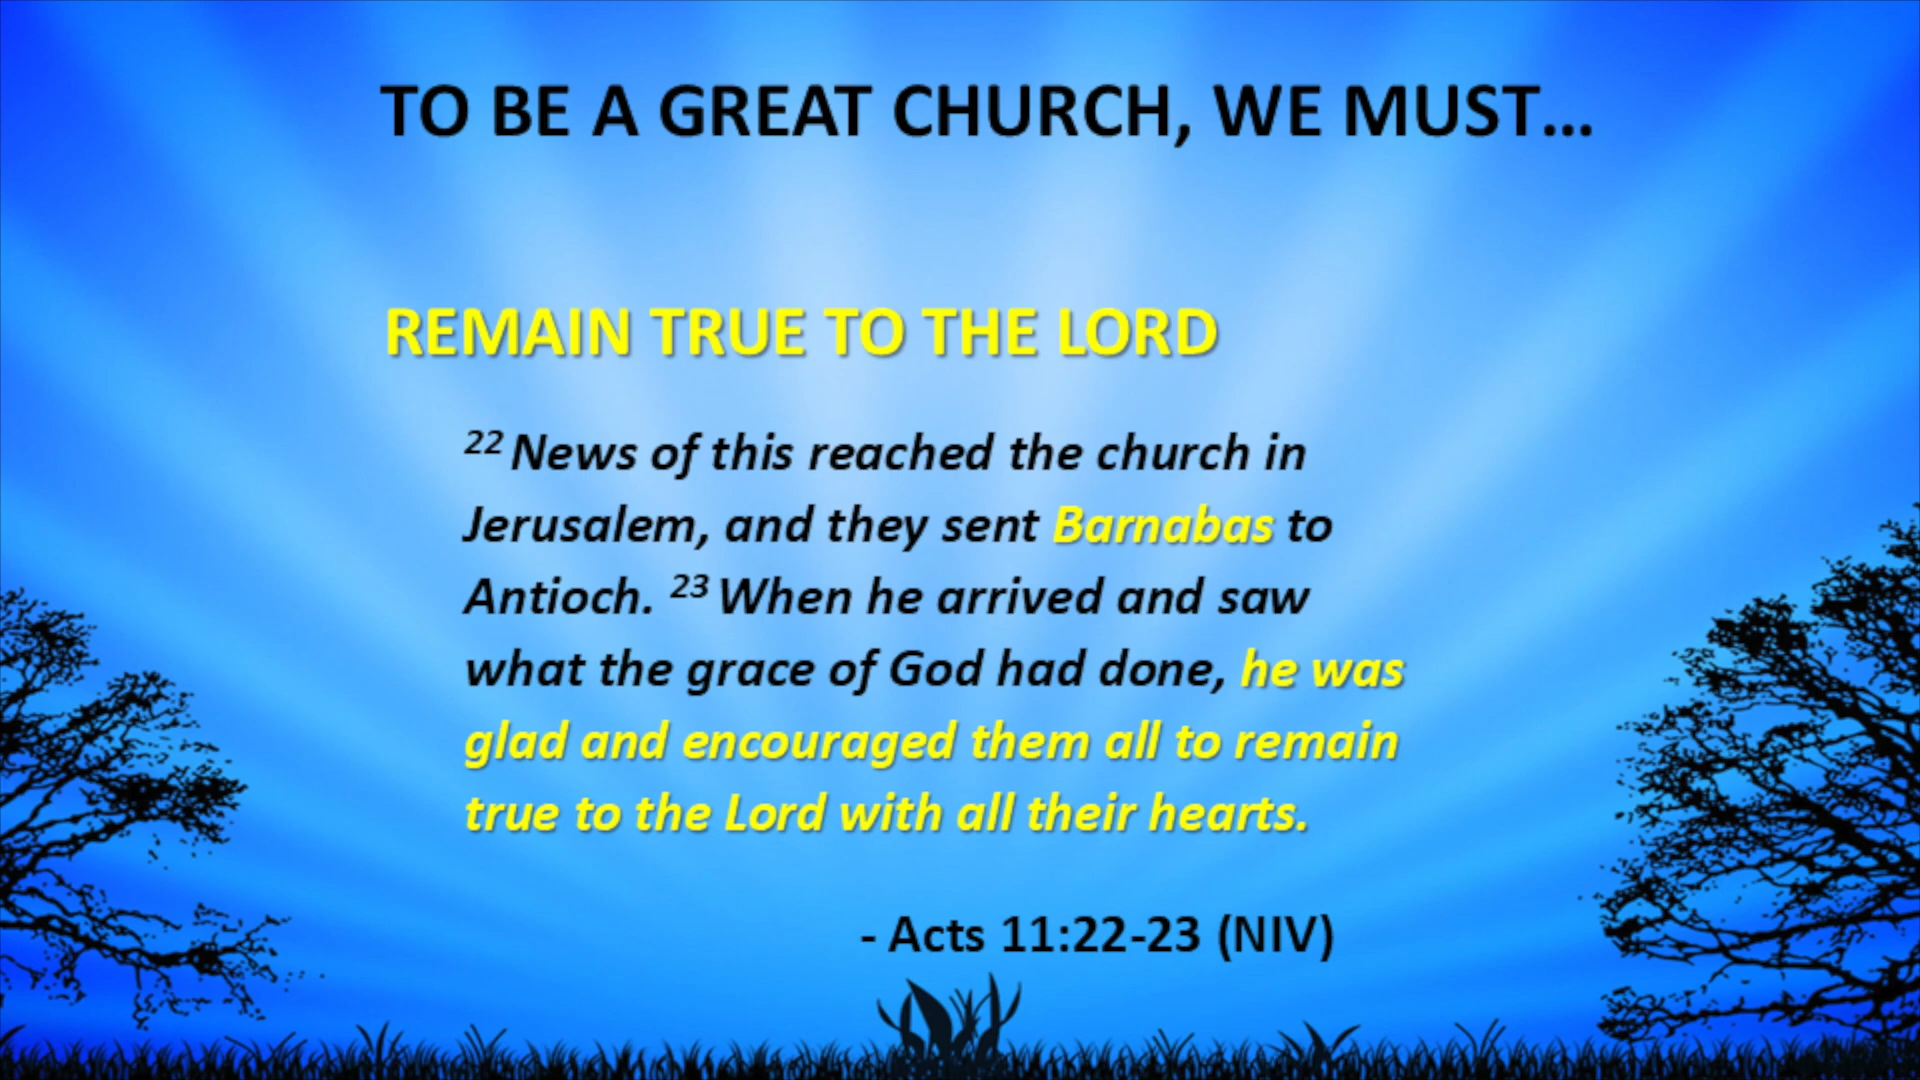 TO BE A GREAT CHURCH, WE MUST...
REMAIN TRUE TO THE LORD
22 News of this reached the church in
Jerusalem, and they sent Barnabas to
Antioch. 23 When he arrived and saw
what the grace of God had done, he was
glad and encouraged them all to remain
true to the Lord with all their hearts.
- Acts 11:22-23 (NIV)